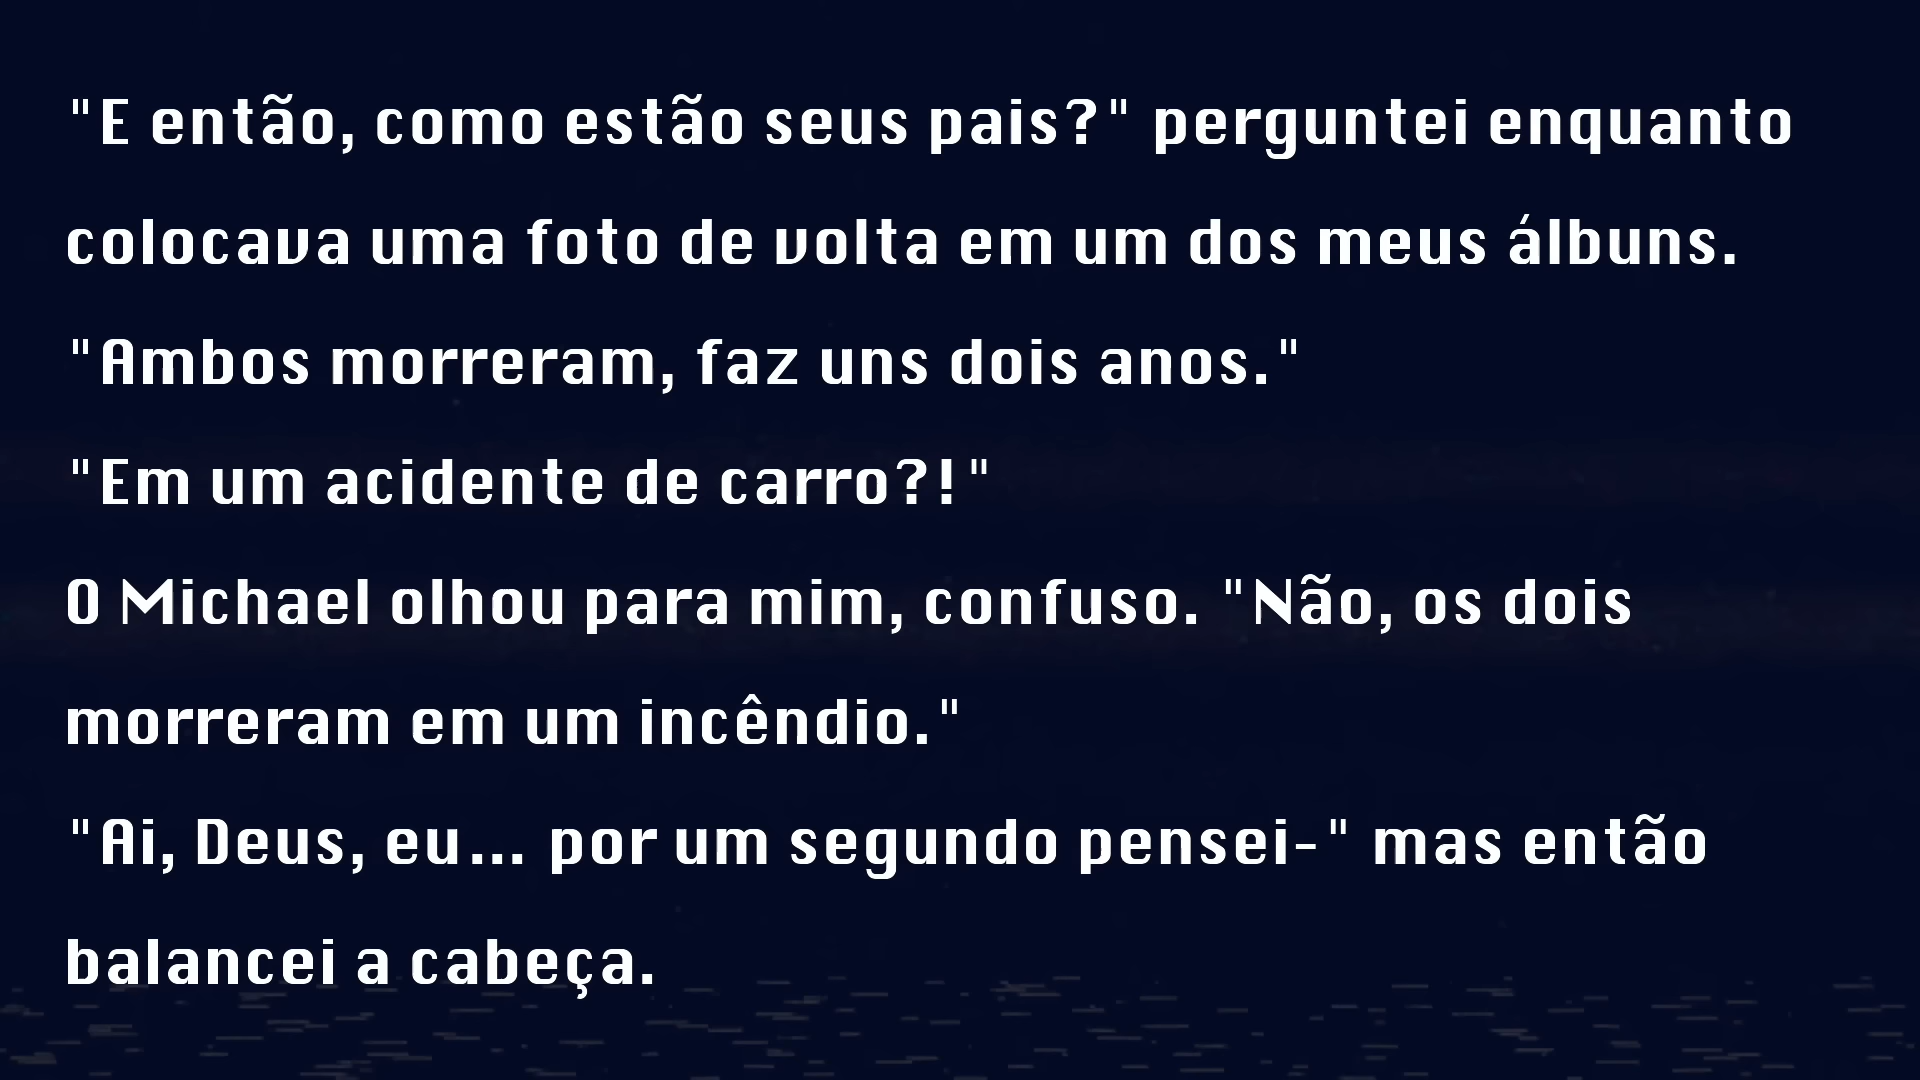 "E então, como estão seus pais?" perguntei enquanto
colocava uma foto de volta em um dos meus álbuns.
"Ambos morreram, faz uns dois anos."
"Em um acidente de carro?!"
O Michael olhou para mim, confuso. "Não, os dois
morreram em um incêndio."
"Ai, Deus, eu... por um segundo pensei-" mas então
balancei a cabeça.